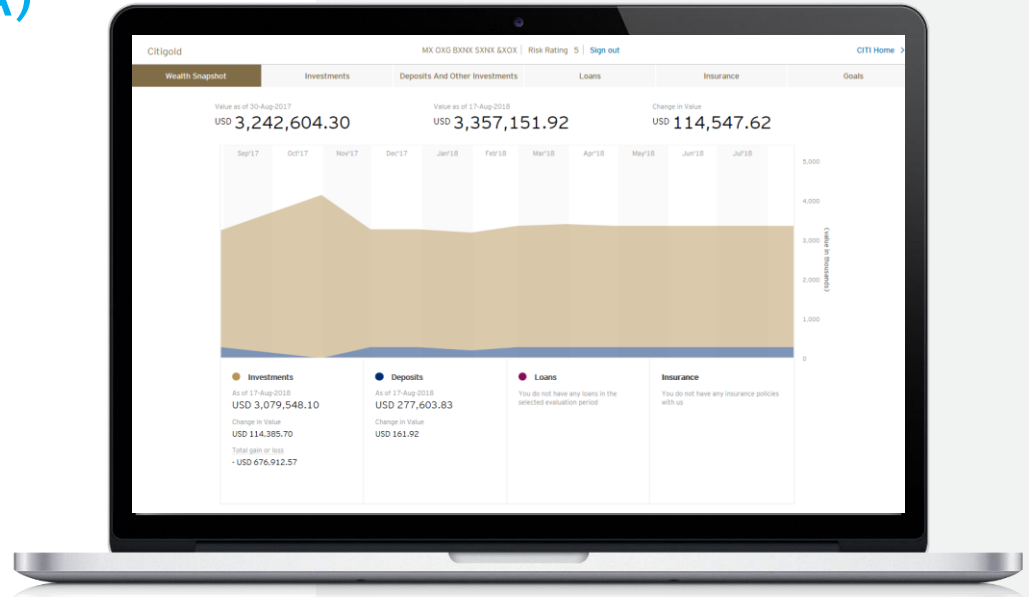 A)
Citigold
MX OXG BXNX SXNX &XOX | Risk Rating 5 | Sign out
CITI Home >
Wealth Snapshot Investments Deposits And Other Investments Loans Insurance Goals
Value as of 30-Aug-2017
USD 3,242,604.30
Value as of 17-Aug-2018
USD 3,357,151.92
Change in Value
USD 114,547.62
Sep'17 Oct'17 Nov'17 Dec'17 Jan'18 Feb'18 Mar'18 Apr'18 May'18 Jun'18 Jul'18
5,000
4,000
3,000
2,000
1,000
0
(value in thousands)
Investments
As of 17-Aug-2018
USD 3,079,548.10
Change in Value
USD 114,385.70
Total gain or loss
- USD 676,912.57
Deposits
As of 17-Aug-2018
USD 277,603.83
Change in Value
USD 161.92
Loans
You do not have any loans in the
selected evaluation period
Insurance
You do not have any insurance policies
with us